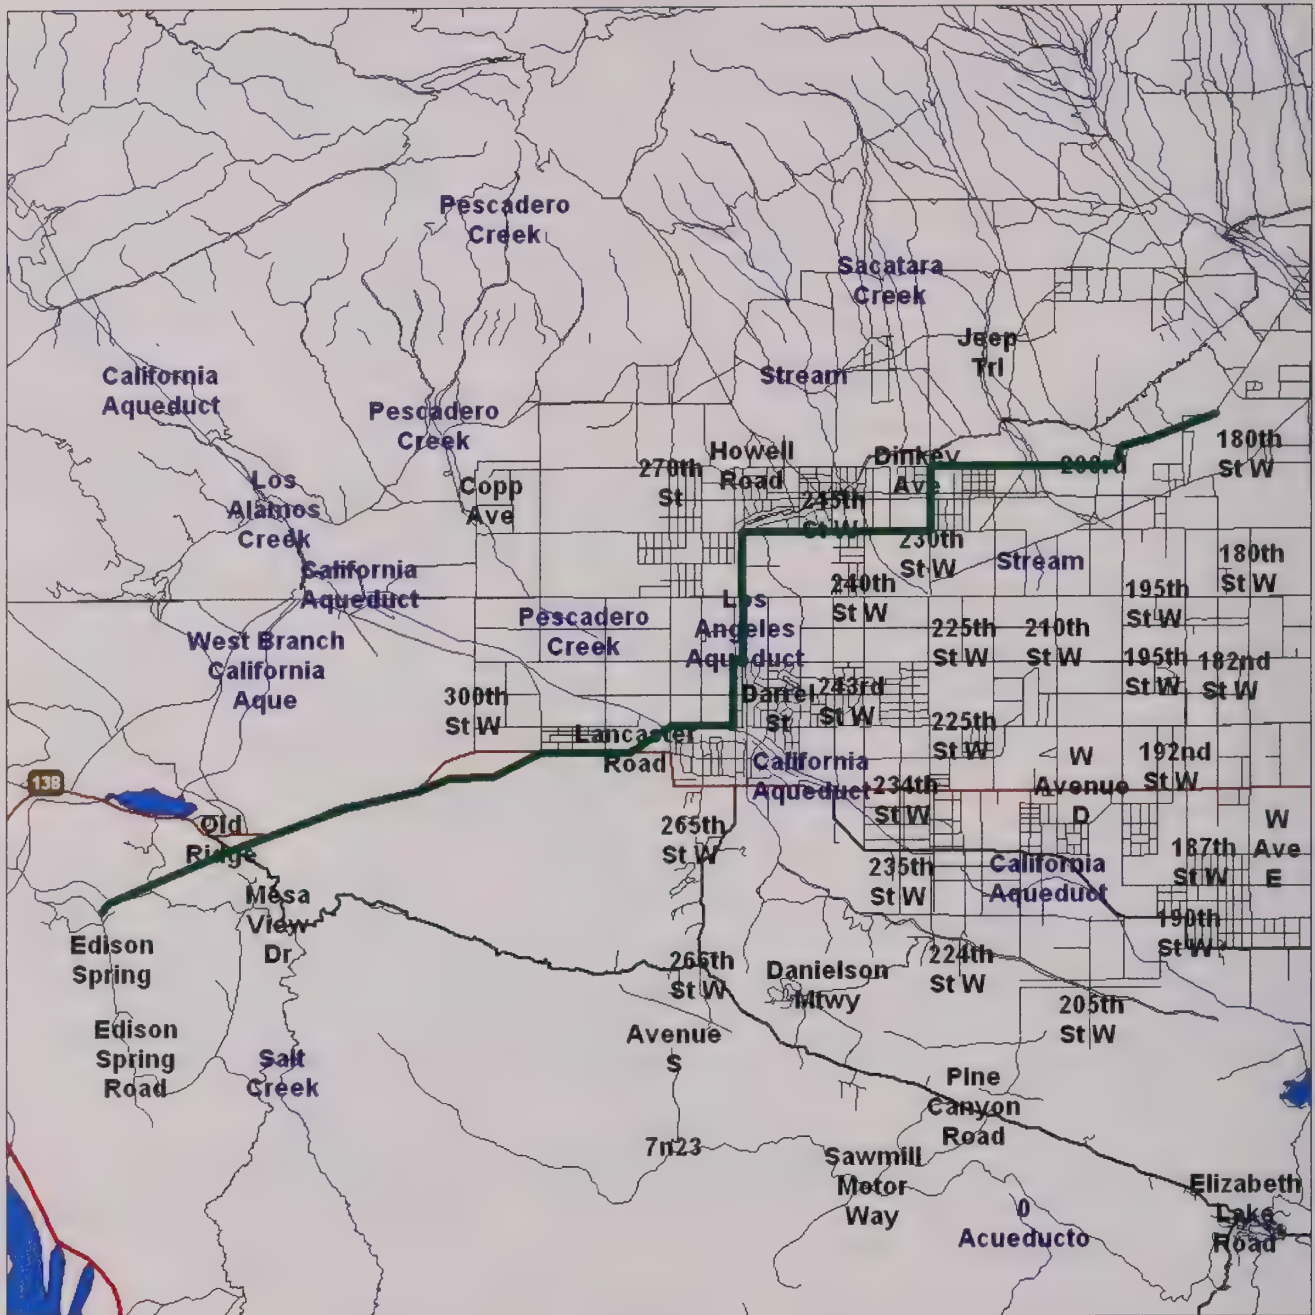 Pescadero
Creek
Sacatara
Creek
Jeep
Trl
California
Aqueduct
Stream
Pescadero
Creek
180th
St W
Howell
Road
Dinkey
Ave
270th
St
203rd
Copp
Ave
Los
Alamos
Creek
245th
St W
230th
St W
Stream
180th
St W
California
Aqueduct
240th
St W
195th
St W
Los
Angeles
Aqueduct
Pescadero
Creek
225th
St W
210th
St W
West Branch
California
Aque
195th
St W
182nd
St W
300th
St W
Darrel
St
243rd
St W
225th
St W
Lancaster
Road
California
Aqueduct
W
Avenue
D
192nd
St W
138
234th
St W
Old
Ridge
265th
St W
W
Ave
E
187th
St W
235th
St W
California
Aqueduct
Mesa
View
Dr
190th
St W
Edison
Spring
266th
St W
Danielson
Mtwy
224th
St W
205th
St W
Edison
Spring
Road
Avenue
S
Salt
Creek
Pine
Canyon
Road
7n23
Sawmill
Motor
Way
Elizabeth
Lake
Road
0
Acueducto